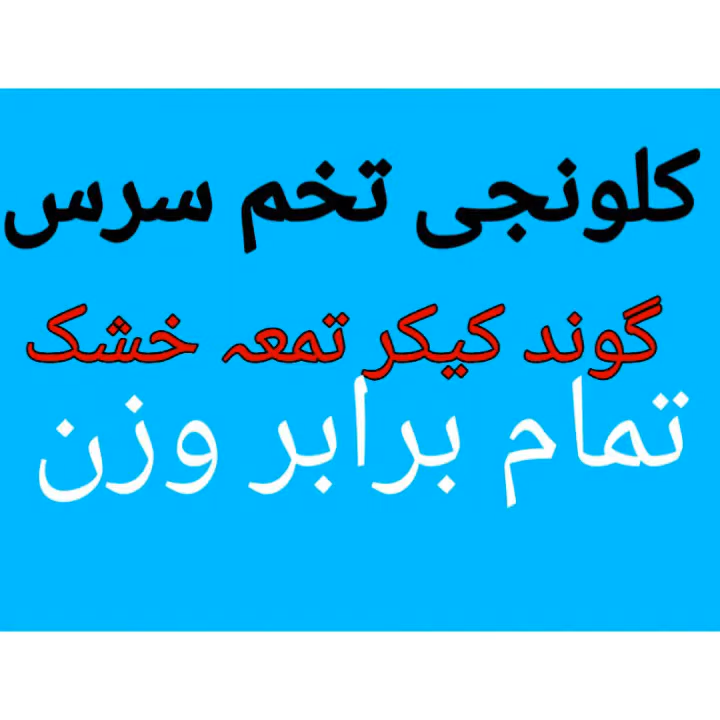 کلونجی تخم سرس
گوند کیکر تمعہ خشک
تمام برابر وزن